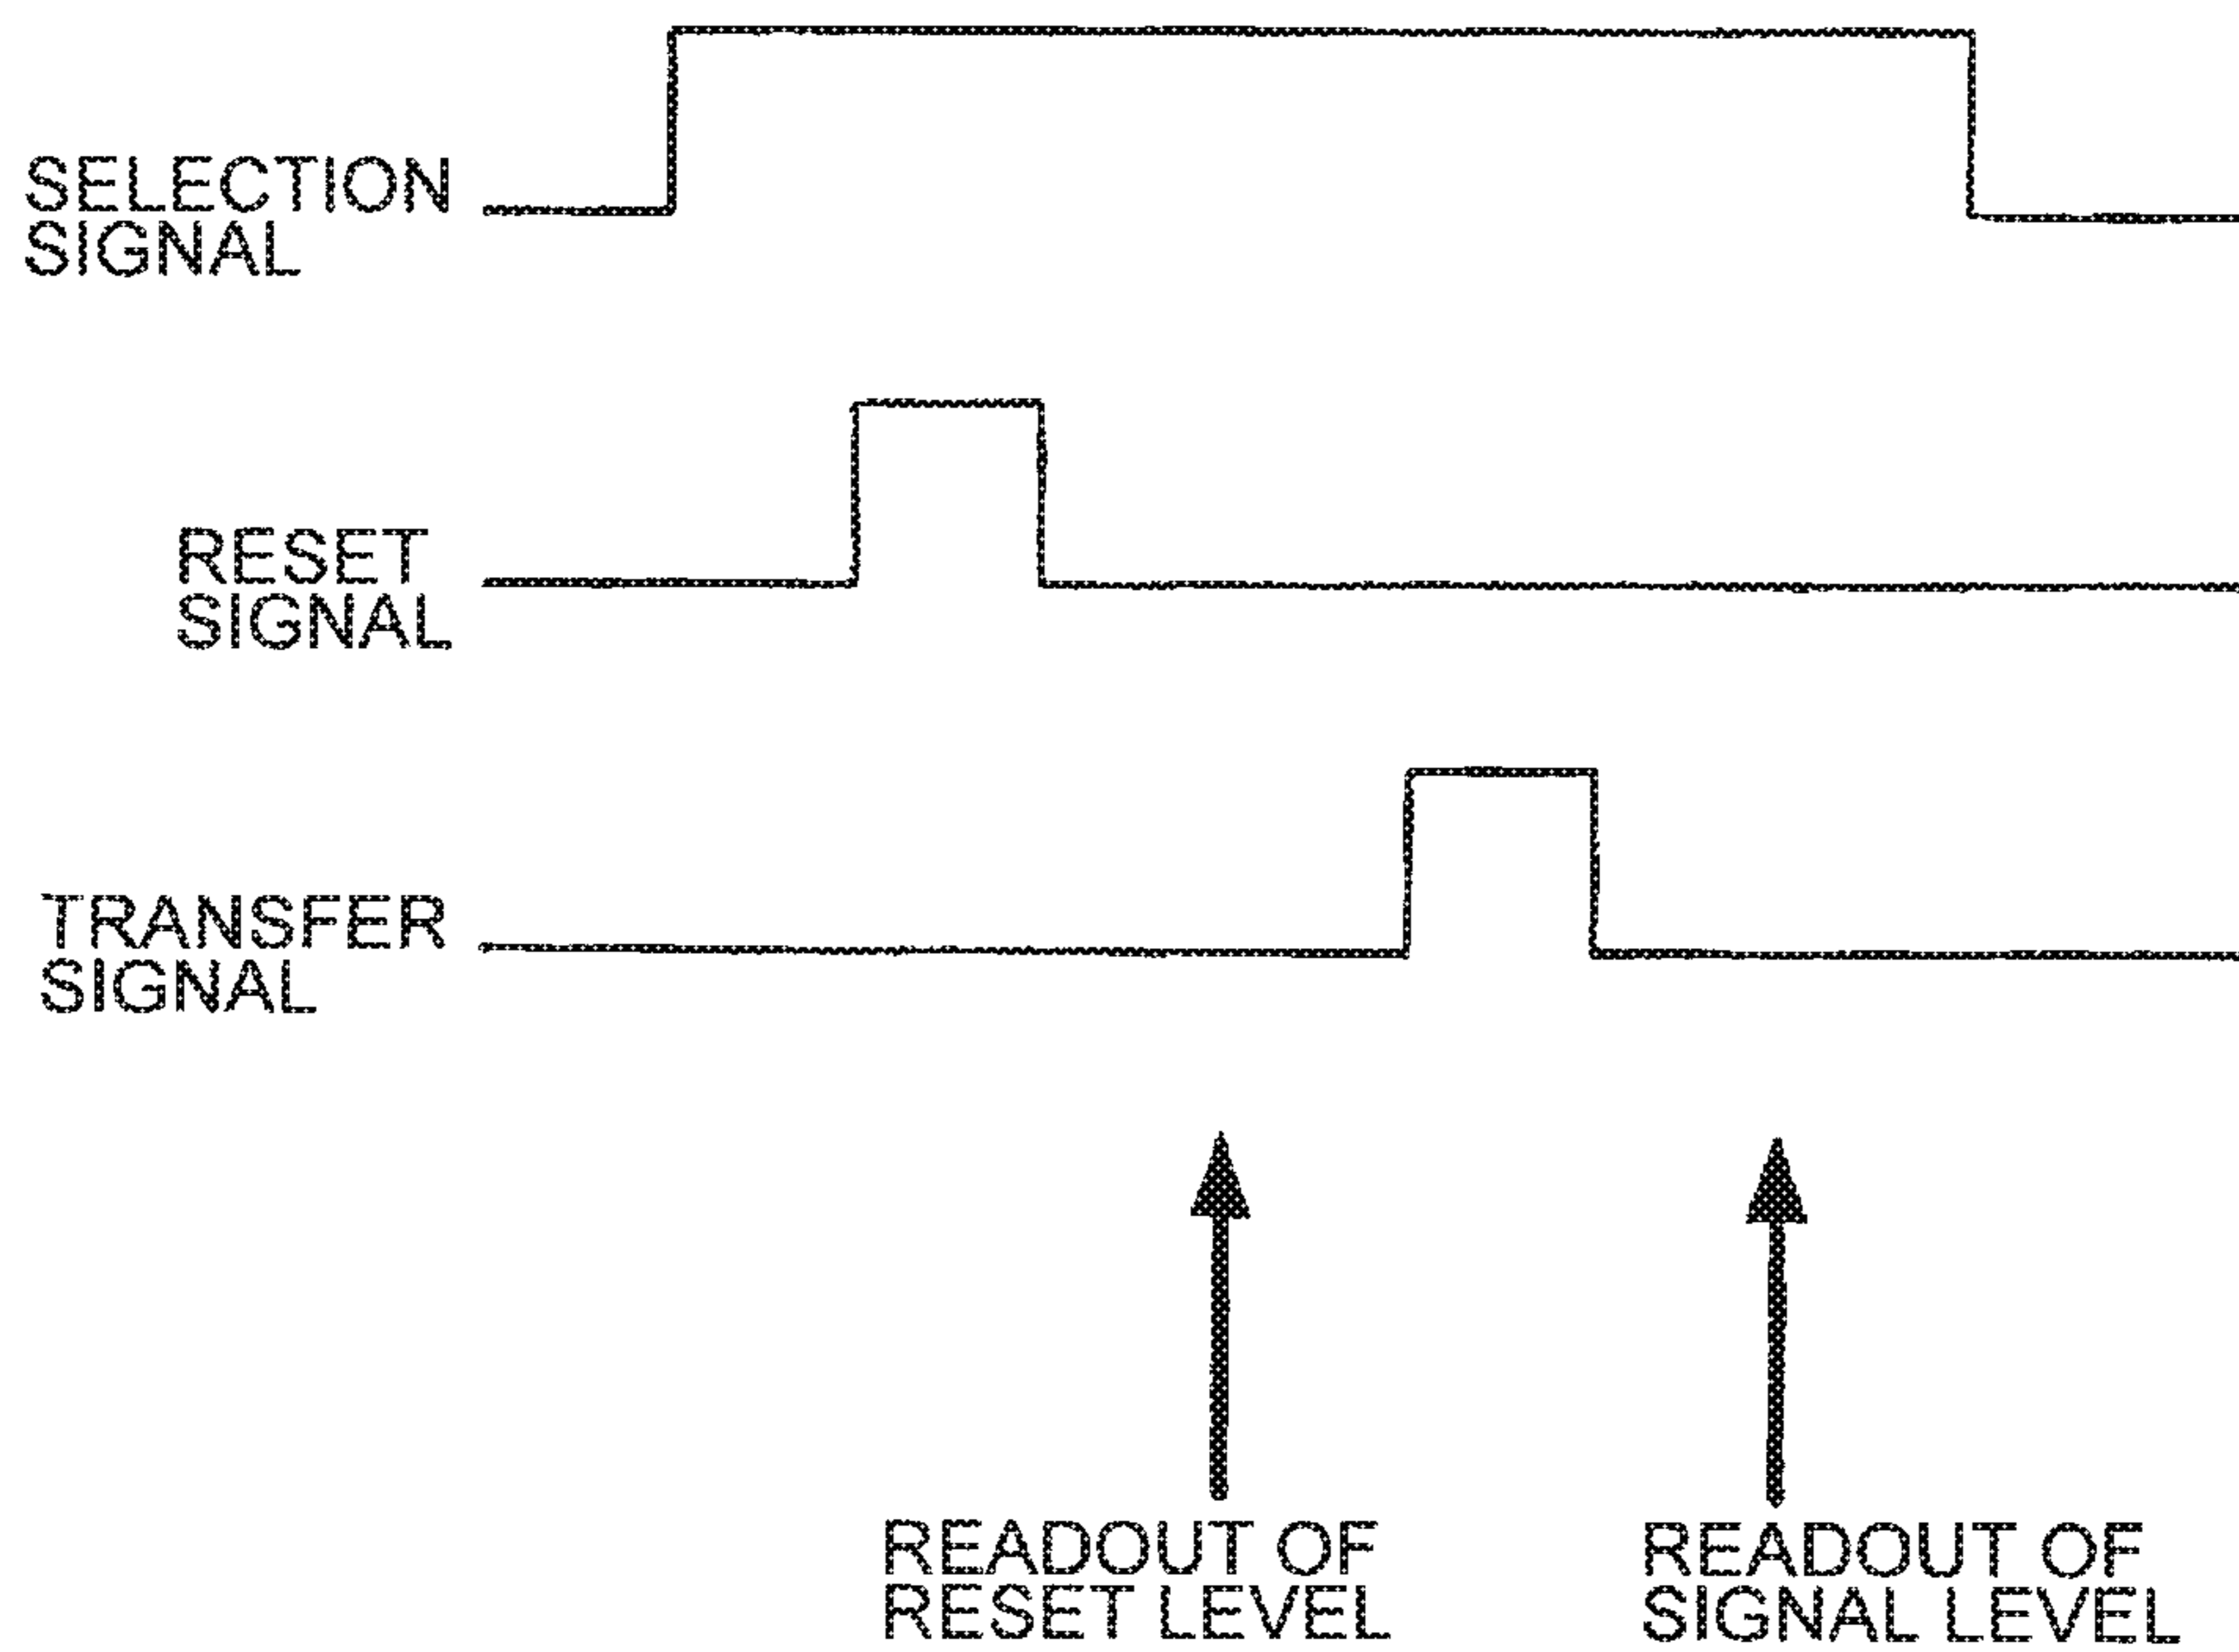 SELECTION
SIGNAL
RESET
SIGNAL
TRANSFER
SIGNAL
READOUT OF
RESET LEVEL
READOUT OF
SIGNAL LEVEL